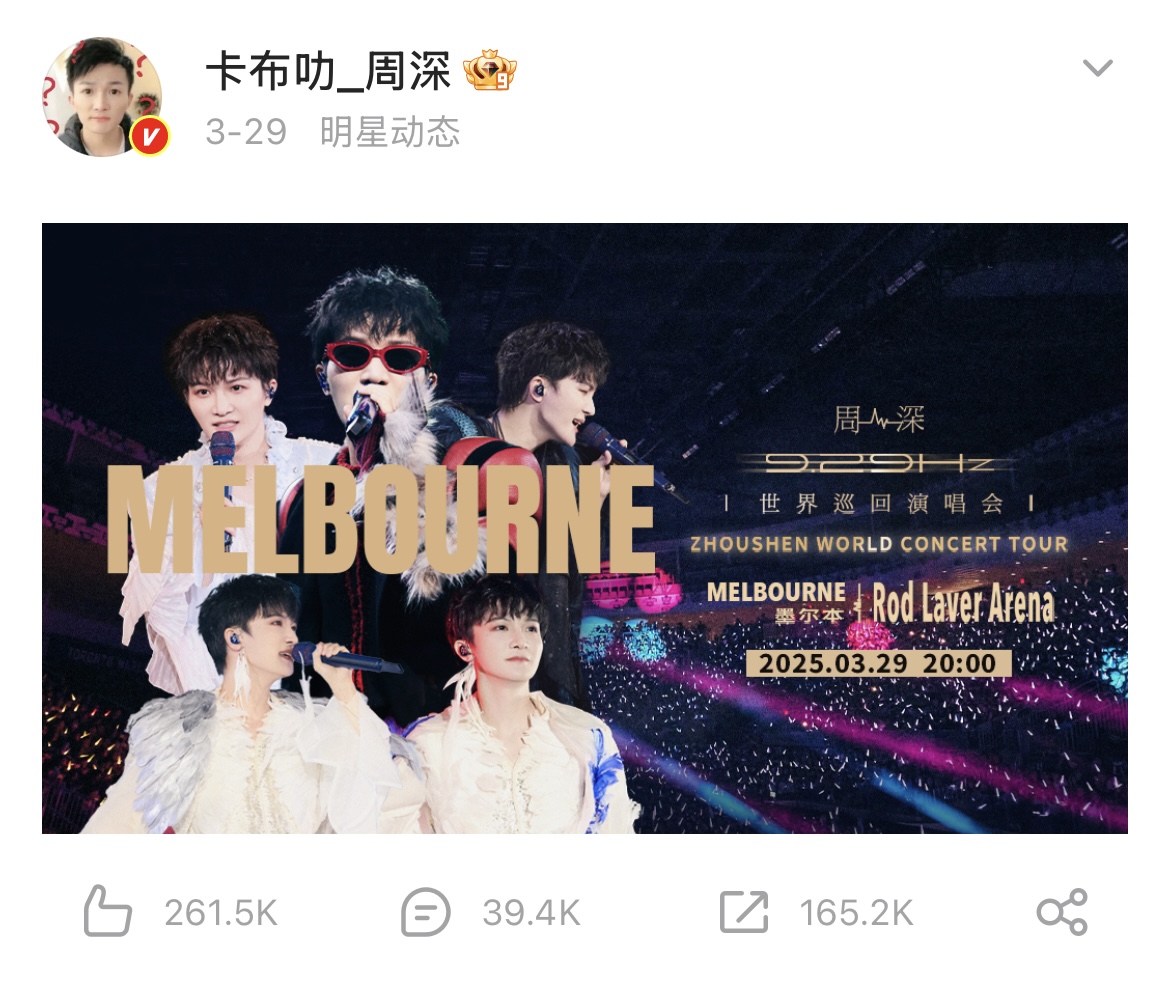 卡布叻_周深
9
3-29 明星动态
MELBOURNE
周深
9.29Hz
世界巡回演唱会
ZHOUSHEN WORLD CONCERT TOUR
MELBOURNE
墨尔本
Rod Laver Arena
2025.03.29 20:00
261.5K
39.4K
165.2K